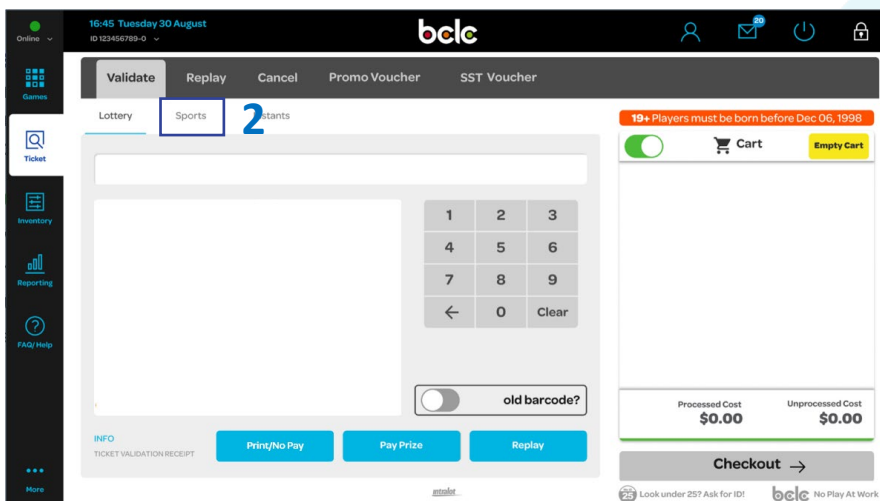 Online
16:45 Tuesday 30 August
ID 123456789-0
bclc
20
Games
Ticket
Inventory
Reporting
FAQ/Help
More
Validate Replay Cancel Promo Voucher SST Voucher
Lottery Sports 2 stants
1 2 3
4 5 6
7 8 9
← 0 Clear
old barcode?
INFO
TICKET VALIDATION RECEIPT
Print/No Pay Pay Prize Replay
intralot
19+ Players must be born before Dec 06, 1998
Cart Empty Cart
Processed Cost Unprocessed Cost
$0.00 $0.00
Checkout →
25 Look under 25? Ask for ID! bclc No Play At Work